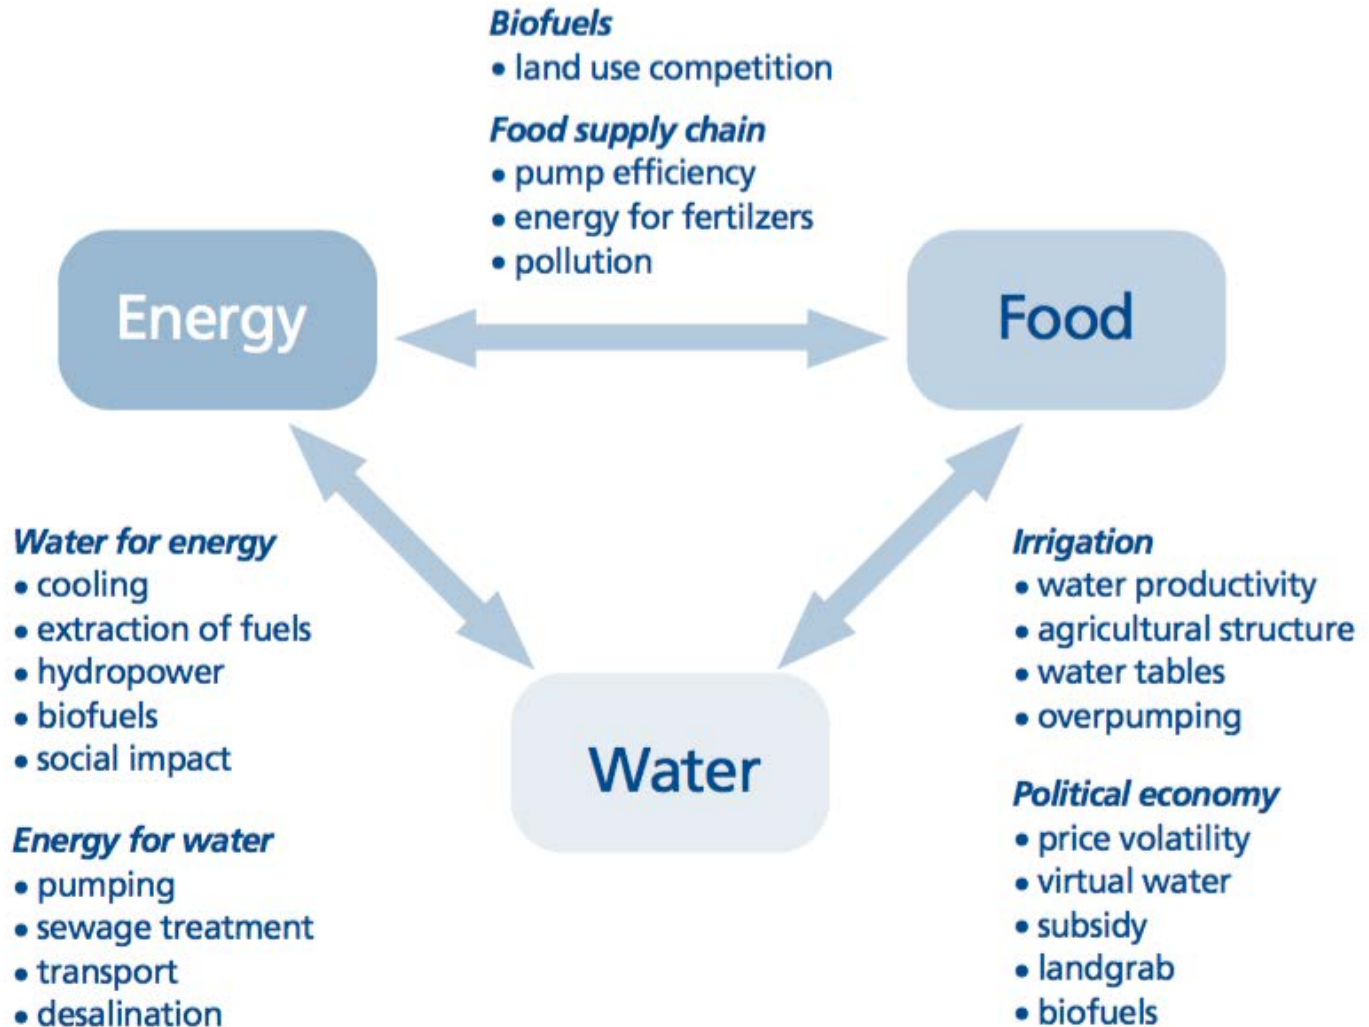 Biofuels
• land use competition
Food supply chain
• pump efficiency
• energy for fertilzers
• pollution
Energy
Food
Water for energy
• cooling
• extraction of fuels
• hydropower
• biofuels
• social impact
Energy for water
• pumping
• sewage treatment
• transport
• desalination
Water
Irrigation
• water productivity
• agricultural structure
• water tables
• overpumping
Political economy
• price volatility
• virtual water
• subsidy
• landgrab
• biofuels